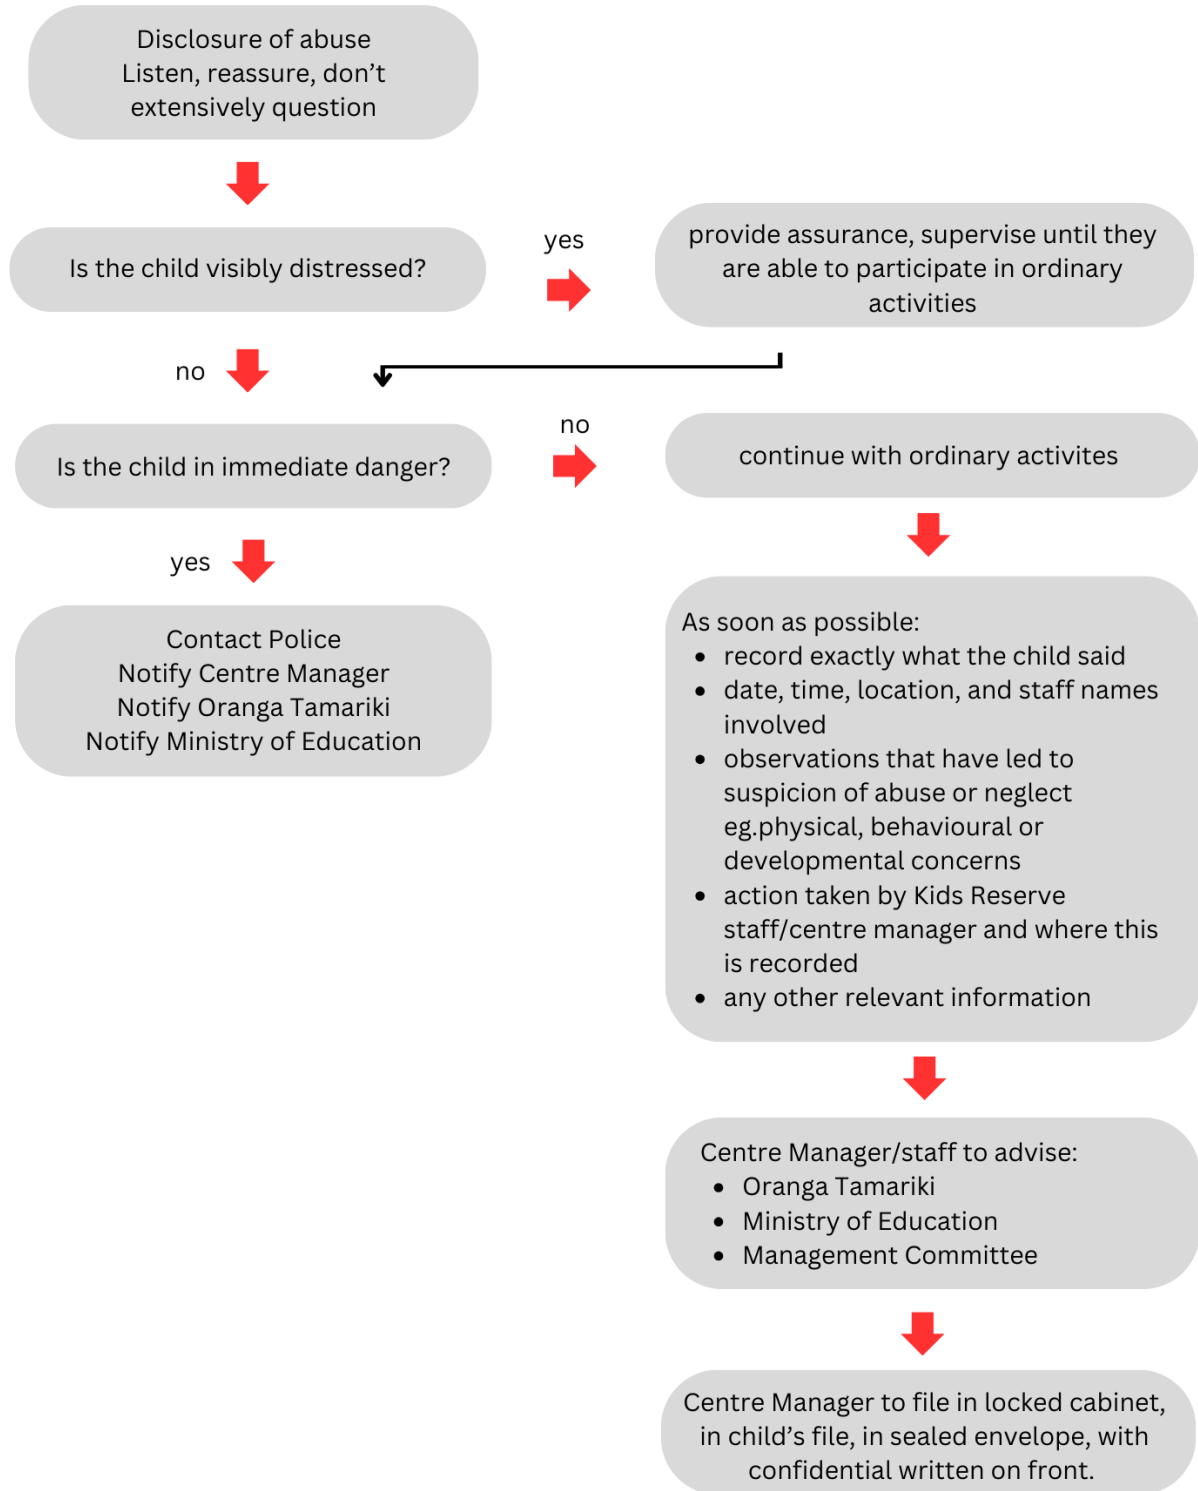 Disclosure of abuse
Listen, reassure, don’t
extensively question
yes
Is the child visibly distressed?
provide assurance, supervise until they
are able to participate in ordinary
activities
no
Is the child in immediate danger?
no
continue with ordinary activites
yes
Contact Police
Notify Centre Manager
Notify Oranga Tamariki
Notify Ministry of Education
As soon as possible:
• record exactly what the child said
• date, time, location, and staff names
involved
• observations that have led to
suspicion of abuse or neglect
eg.physical, behavioural or
developmental concerns
• action taken by Kids Reserve
staff/centre manager and where this
is recorded
• any other relevant information
Centre Manager/staff to advise:
• Oranga Tamariki
• Ministry of Education
• Management Committee
Centre Manager to file in locked cabinet,
in child’s file, in sealed envelope, with
confidential written on front.